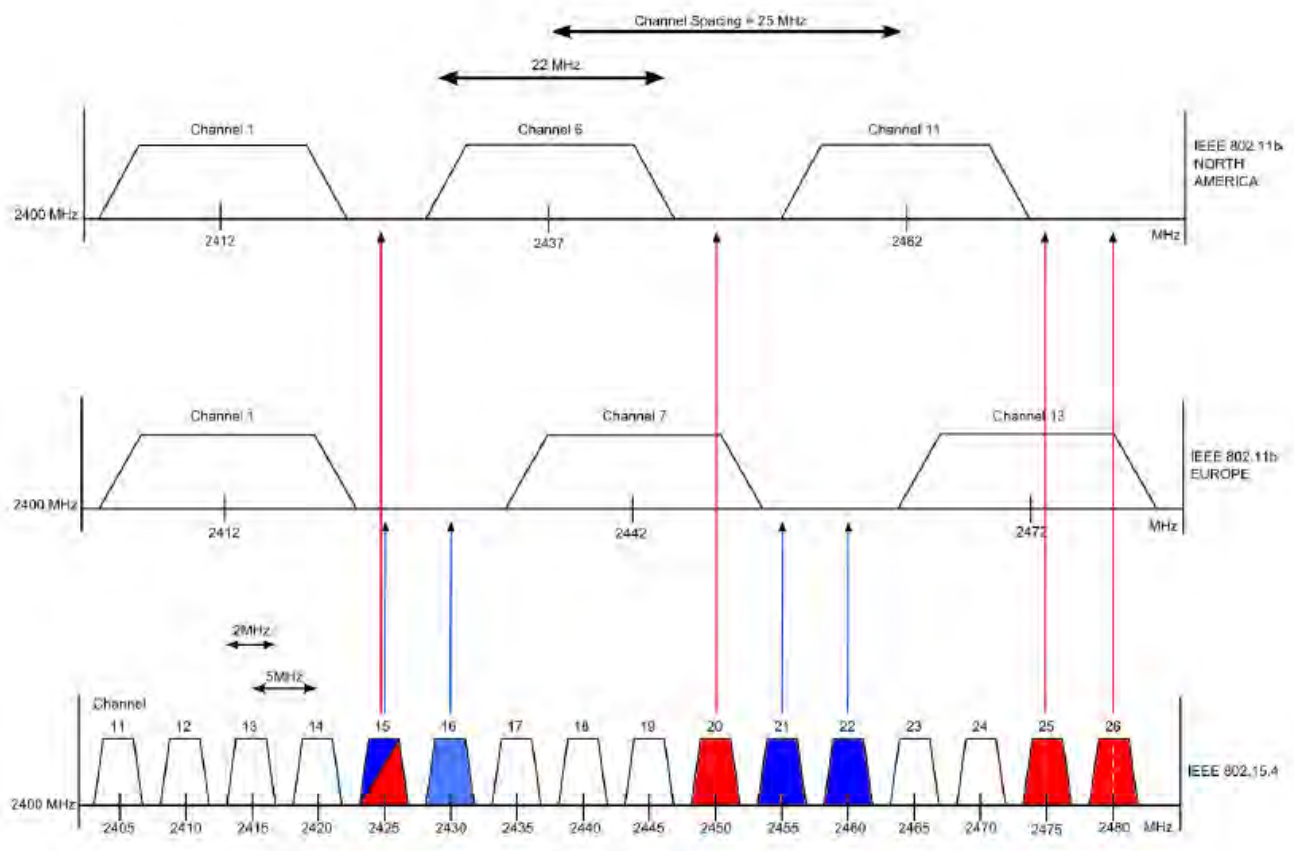 Channel Spacing = 25 MHz
22 MHz
Channel 1
Channel 6
Channel 11
IEEE 802.11b
NORTH
AMERICA
2400 MHz
2412
2437
2462
MHz
Channel 1
Channel 7
Channel 13
IEEE 802.11b
EUROPE
2400 MHz
2412
2442
2472
MHz
2MHz
5MHz
Channel
11 12 13 14 15 16 17 18 19 20 21 22 23 24 25 26
IEEE 802.15.4
2400 MHz
2405 2410 2415 2420 2425 2430 2435 2440 2445 2450 2455 2460 2465 2470 2475 2480 MHz